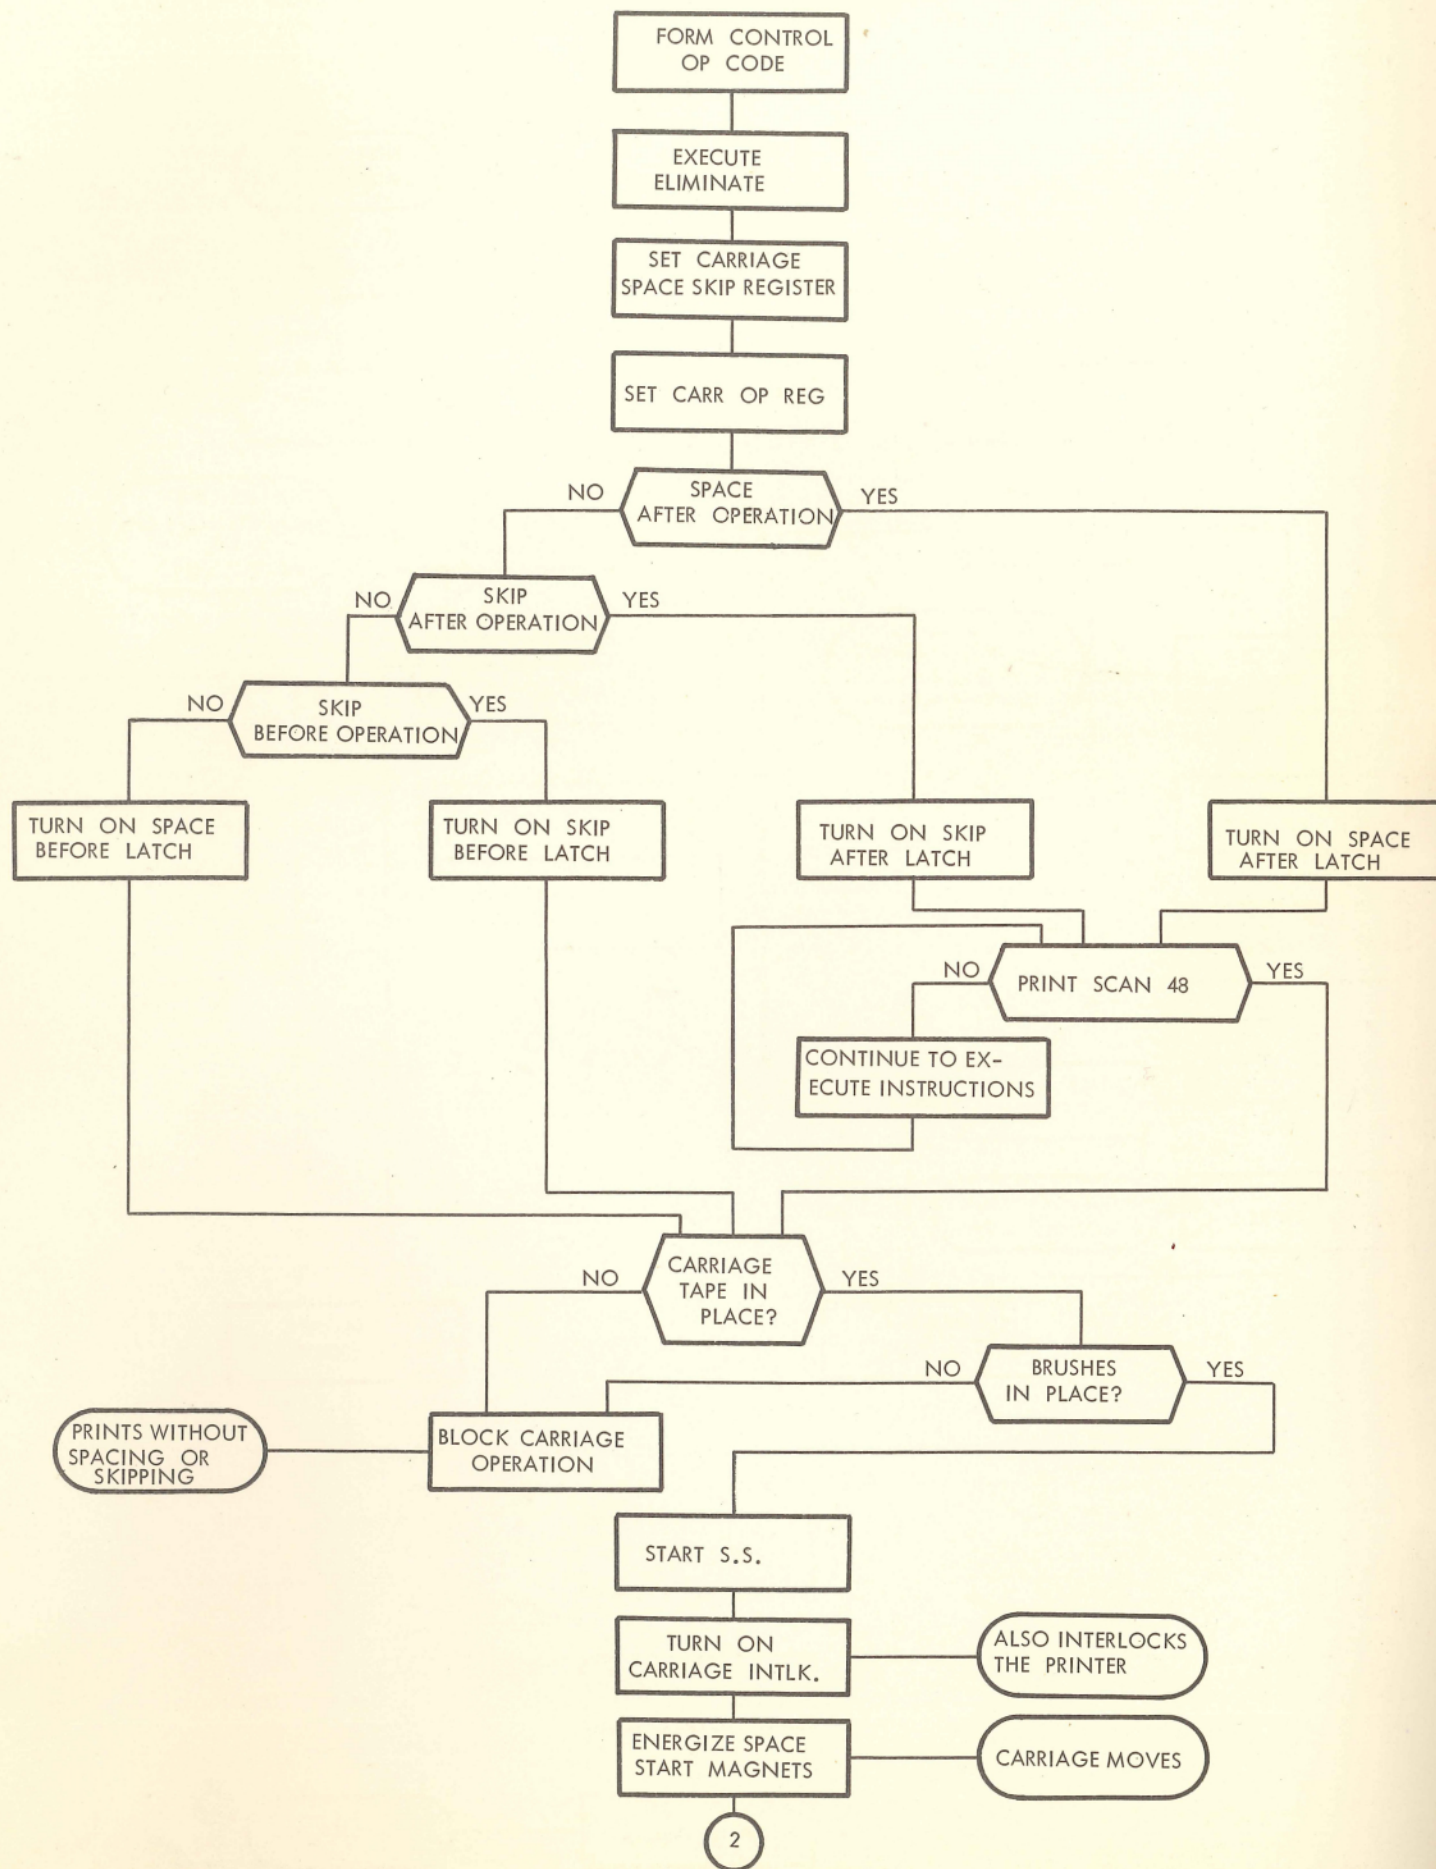 FORM CONTROL
OP CODE
EXECUTE
ELIMINATE
SET CARRIAGE
SPACE SKIP REGISTER
SET CARR OP REG
NO
SPACE
AFTER OPERATION
YES
NO
SKIP
AFTER OPERATION
YES
NO
SKIP
BEFORE OPERATION
YES
TURN ON SPACE
BEFORE LATCH
TURN ON SKIP
BEFORE LATCH
TURN ON SKIP
AFTER LATCH
TURN ON SPACE
AFTER LATCH
NO
PRINT SCAN 48
YES
CONTINUE TO EX-
ECUTE INSTRUCTIONS
NO
CARRIAGE
TAPE IN
PLACE?
YES
NO
BRUSHES
IN PLACE?
YES
PRINTS WITHOUT
SPACING OR
SKIPPING
BLOCK CARRIAGE
OPERATION
START S.S.
TURN ON
CARRIAGE INTLK.
ALSO INTERLOCKS
THE PRINTER
ENERGIZE SPACE
START MAGNETS
CARRIAGE MOVES
2